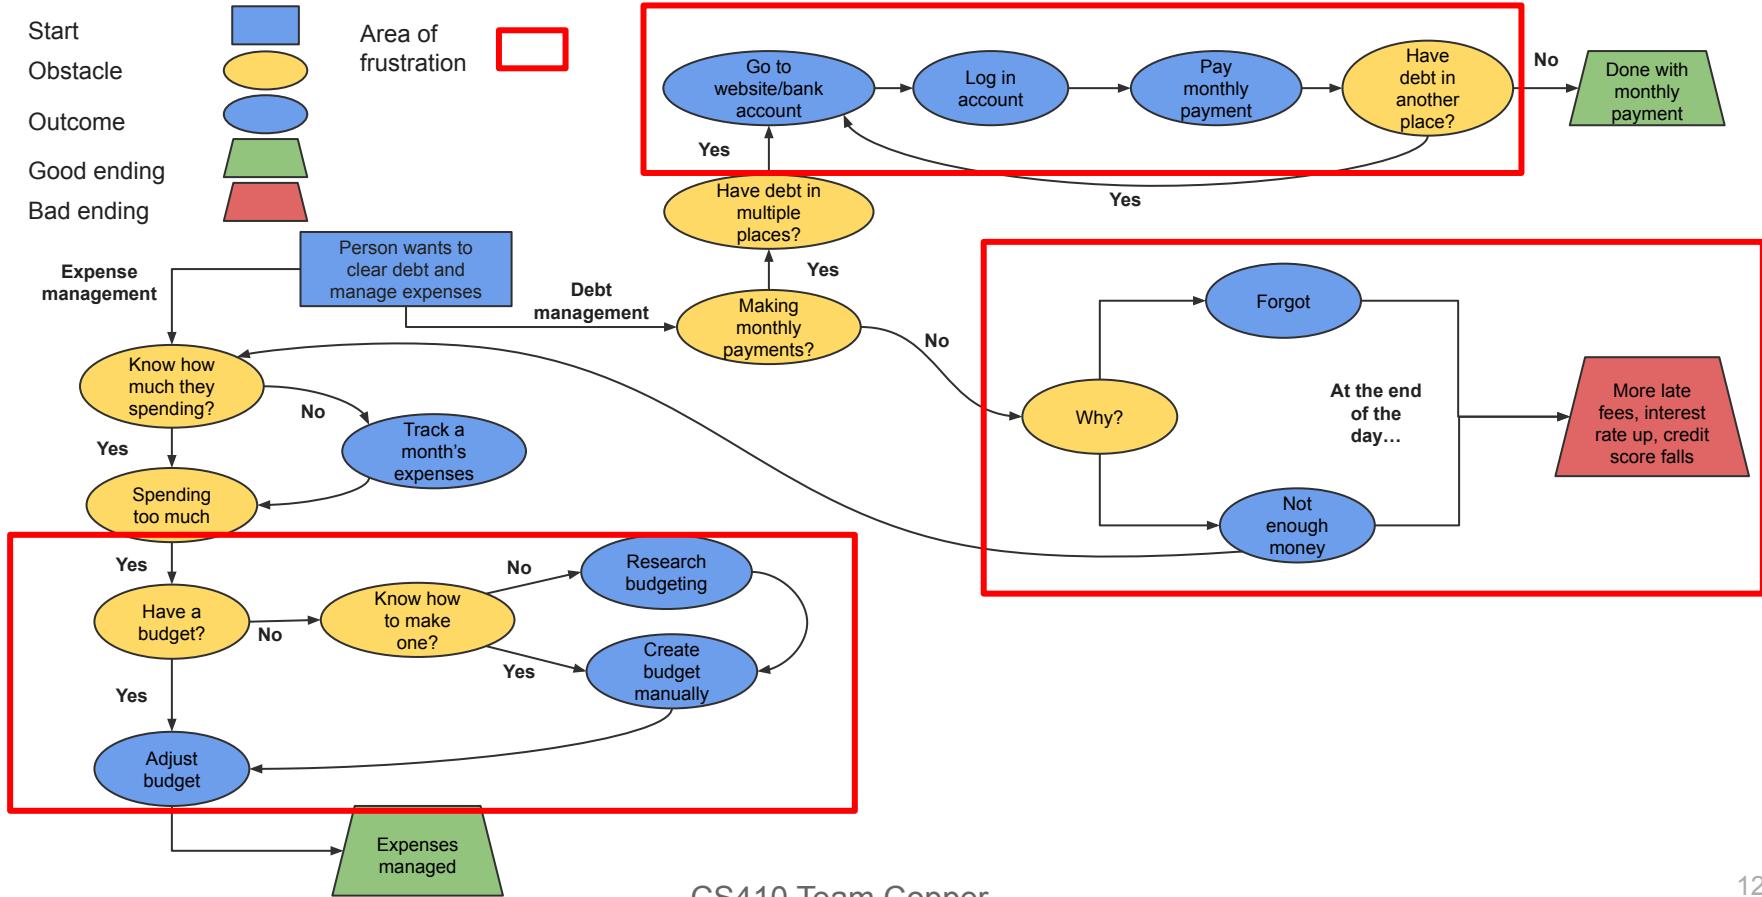 Start
Obstacle
Outcome
Good ending
Bad ending
Area of
frustration
Go to
website/bank
account
Log in
account
Pay
monthly
payment
Have
debt in
another
place?
No
Done with
monthly
payment
Yes
Yes
Have debt in
multiple
places?
Yes
Person wants to
clear debt and
manage expenses
Expense
management
Debt
management
Making
monthly
payments?
No
Forgot
Why?
At the end
of the
day…
Not
enough
money
More late
fees, interest
rate up, credit
score falls
Know how
much they
spending?
No
Track a
month's
expenses
Yes
Spending
too much
Yes
Have a
budget?
No
Know how
to make
one?
No
Research
budgeting
Yes
Create
budget
manually
Yes
Adjust
budget
Expenses
managed
CS410 Team Copper
12